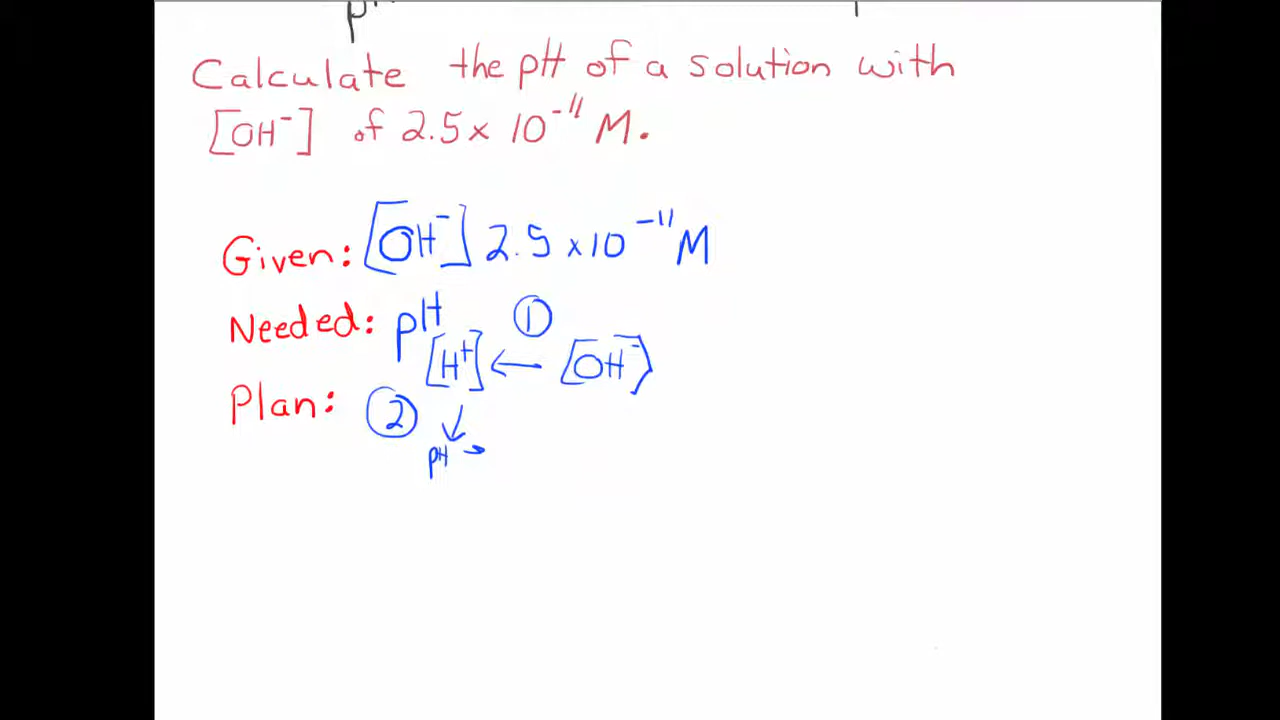 Calculate the pH of a solution with
[OH⁻] of 2.5 x 10⁻¹¹ M.
Given: [OH⁻] 2.5 x 10⁻¹¹ M
Needed: pH ①
[H⁺] ← [OH⁻]
Plan: ② ↓
pH →